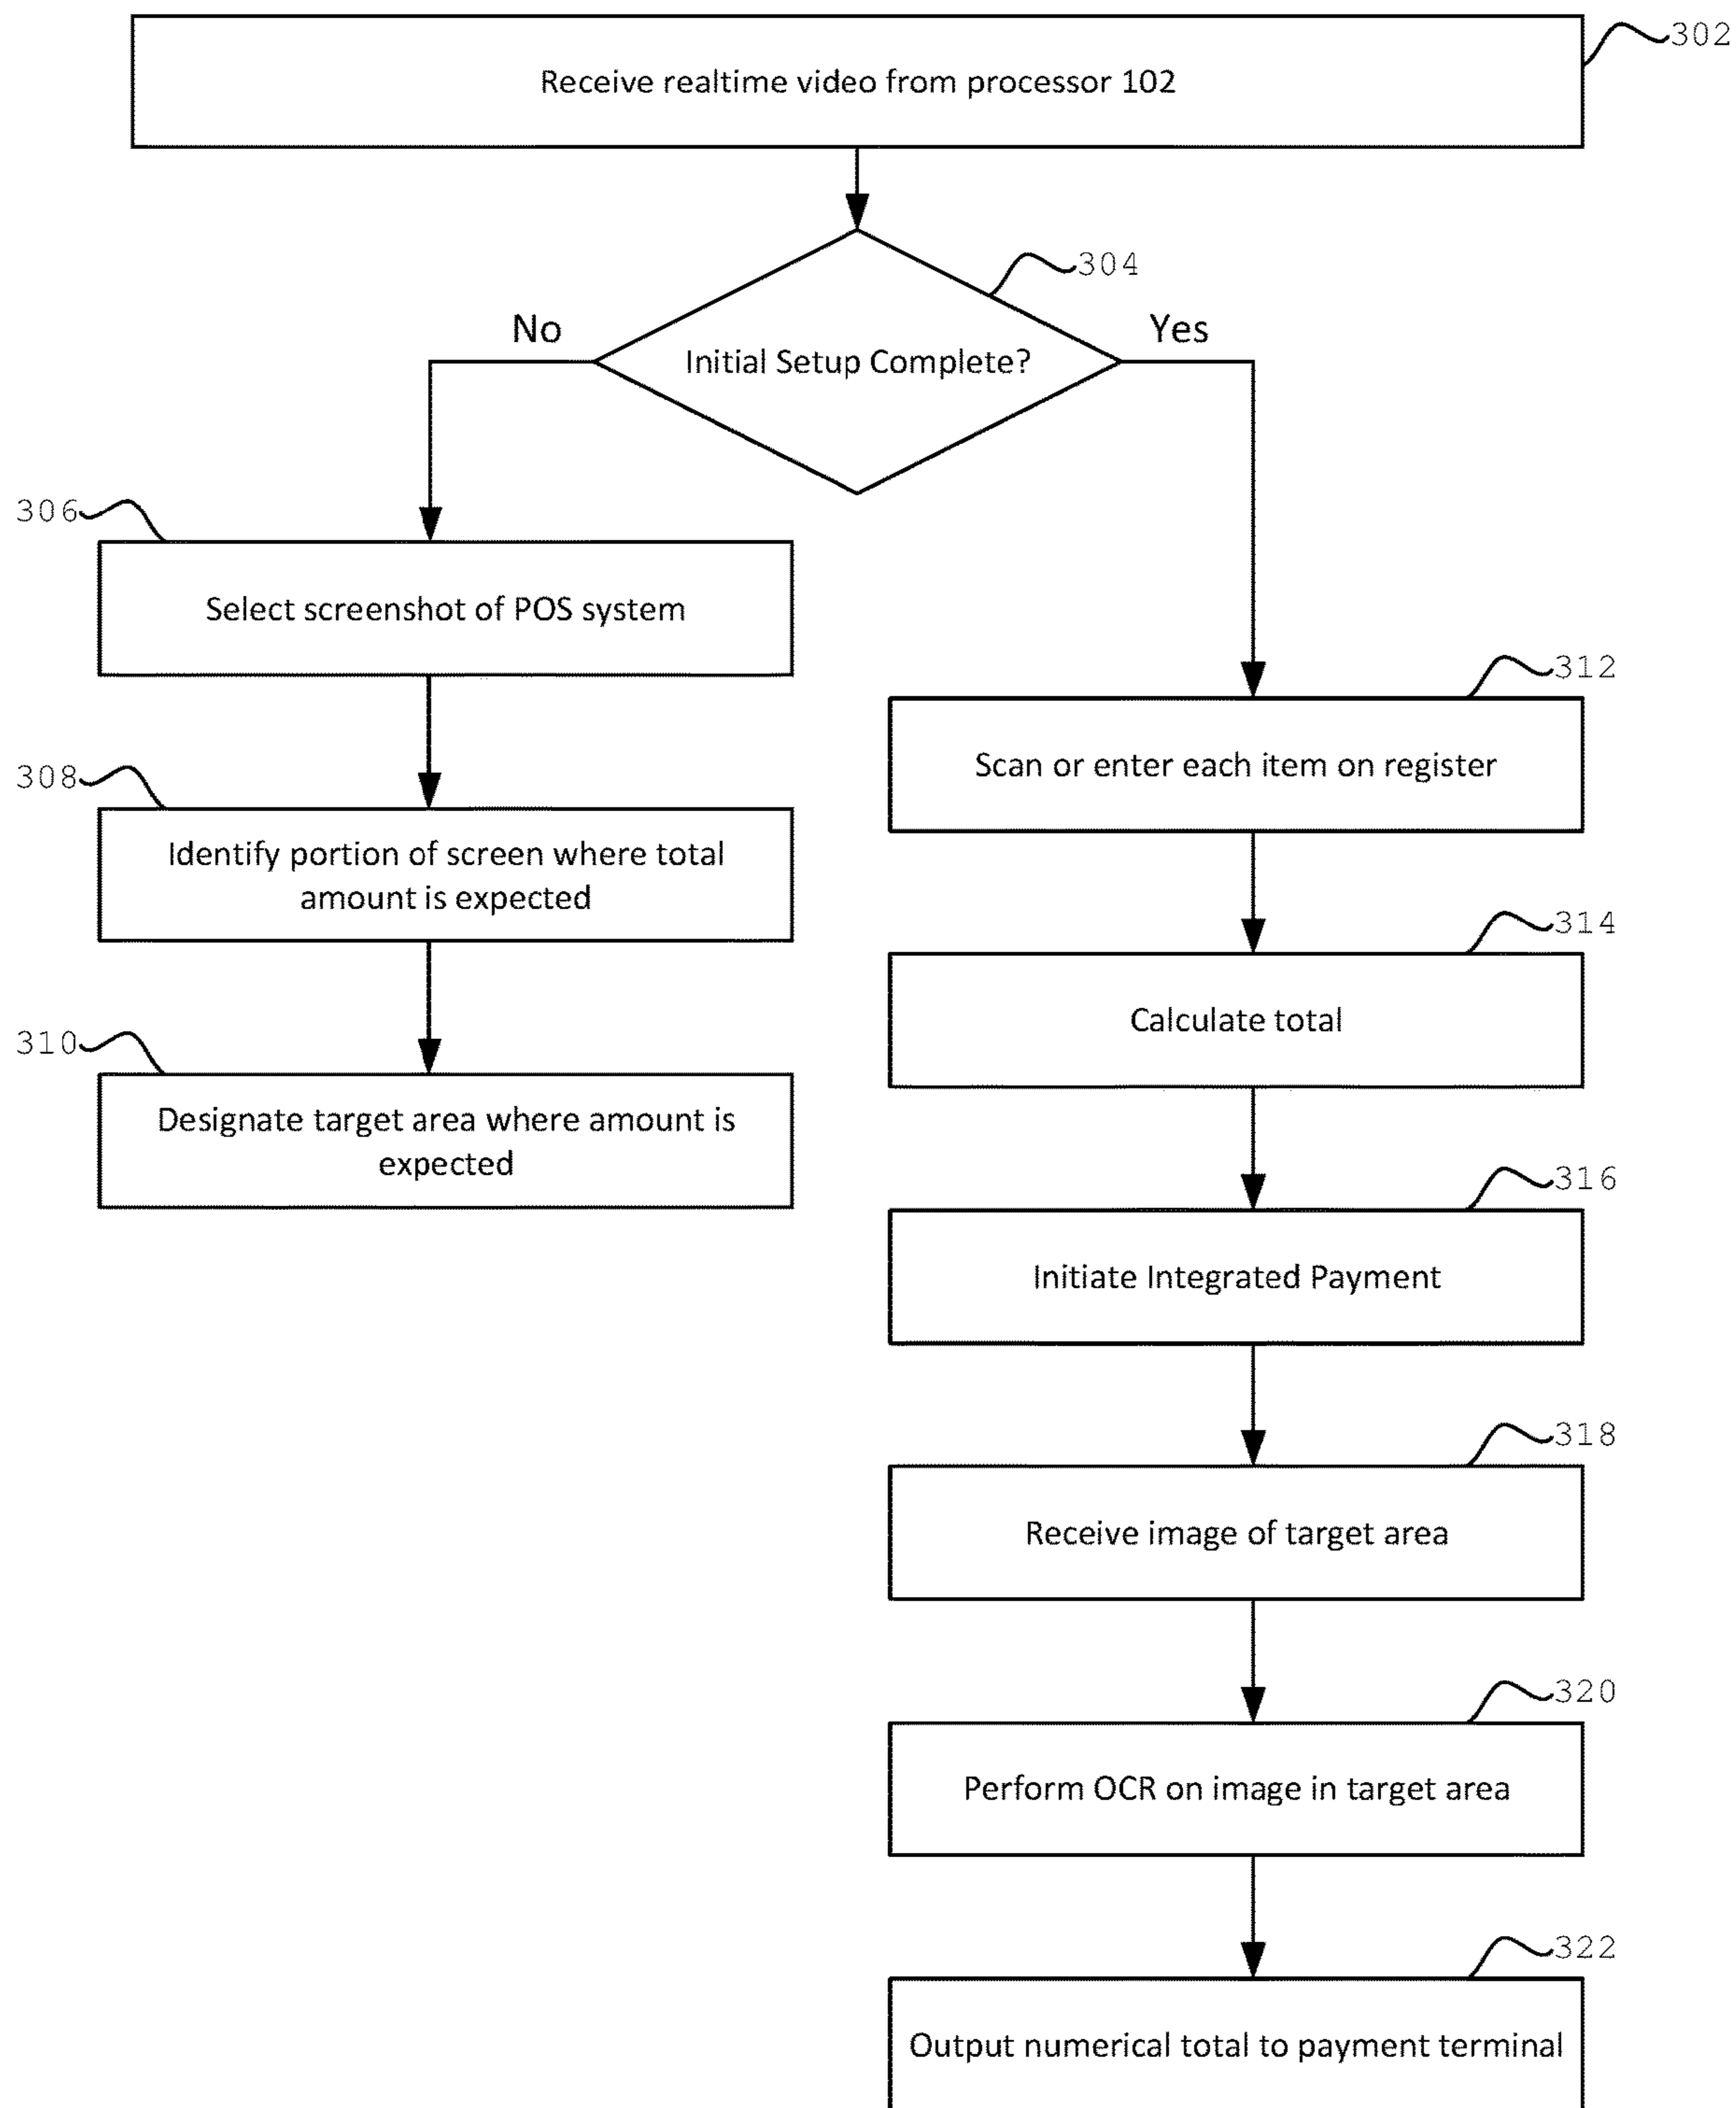 302
Receive realtime video from processor 102
304
No
Yes
Initial Setup Complete?
306
Select screenshot of POS system
308
Identify portion of screen where total
amount is expected
310
Designate target area where amount is
expected
312
Scan or enter each item on register
314
Calculate total
316
Initiate Integrated Payment
318
Receive image of target area
320
Perform OCR on image in target area
322
Output numerical total to payment terminal